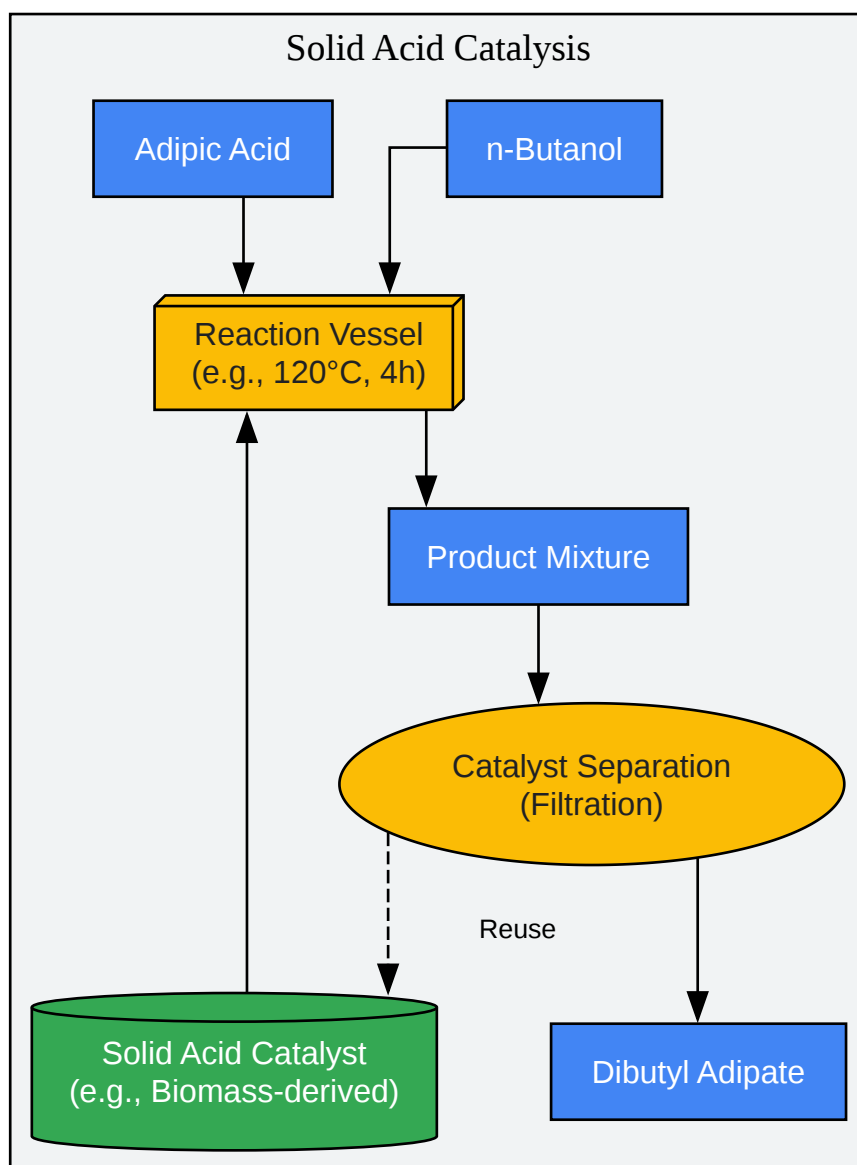 Solid Acid Catalysis
Adipic Acid
n-Butanol
Reaction Vessel
(e.g., 120°C, 4h)
Product Mixture
Catalyst Separation
(Filtration)
Reuse
Solid Acid Catalyst
(e.g., Biomass-derived)
Dibutyl Adipate